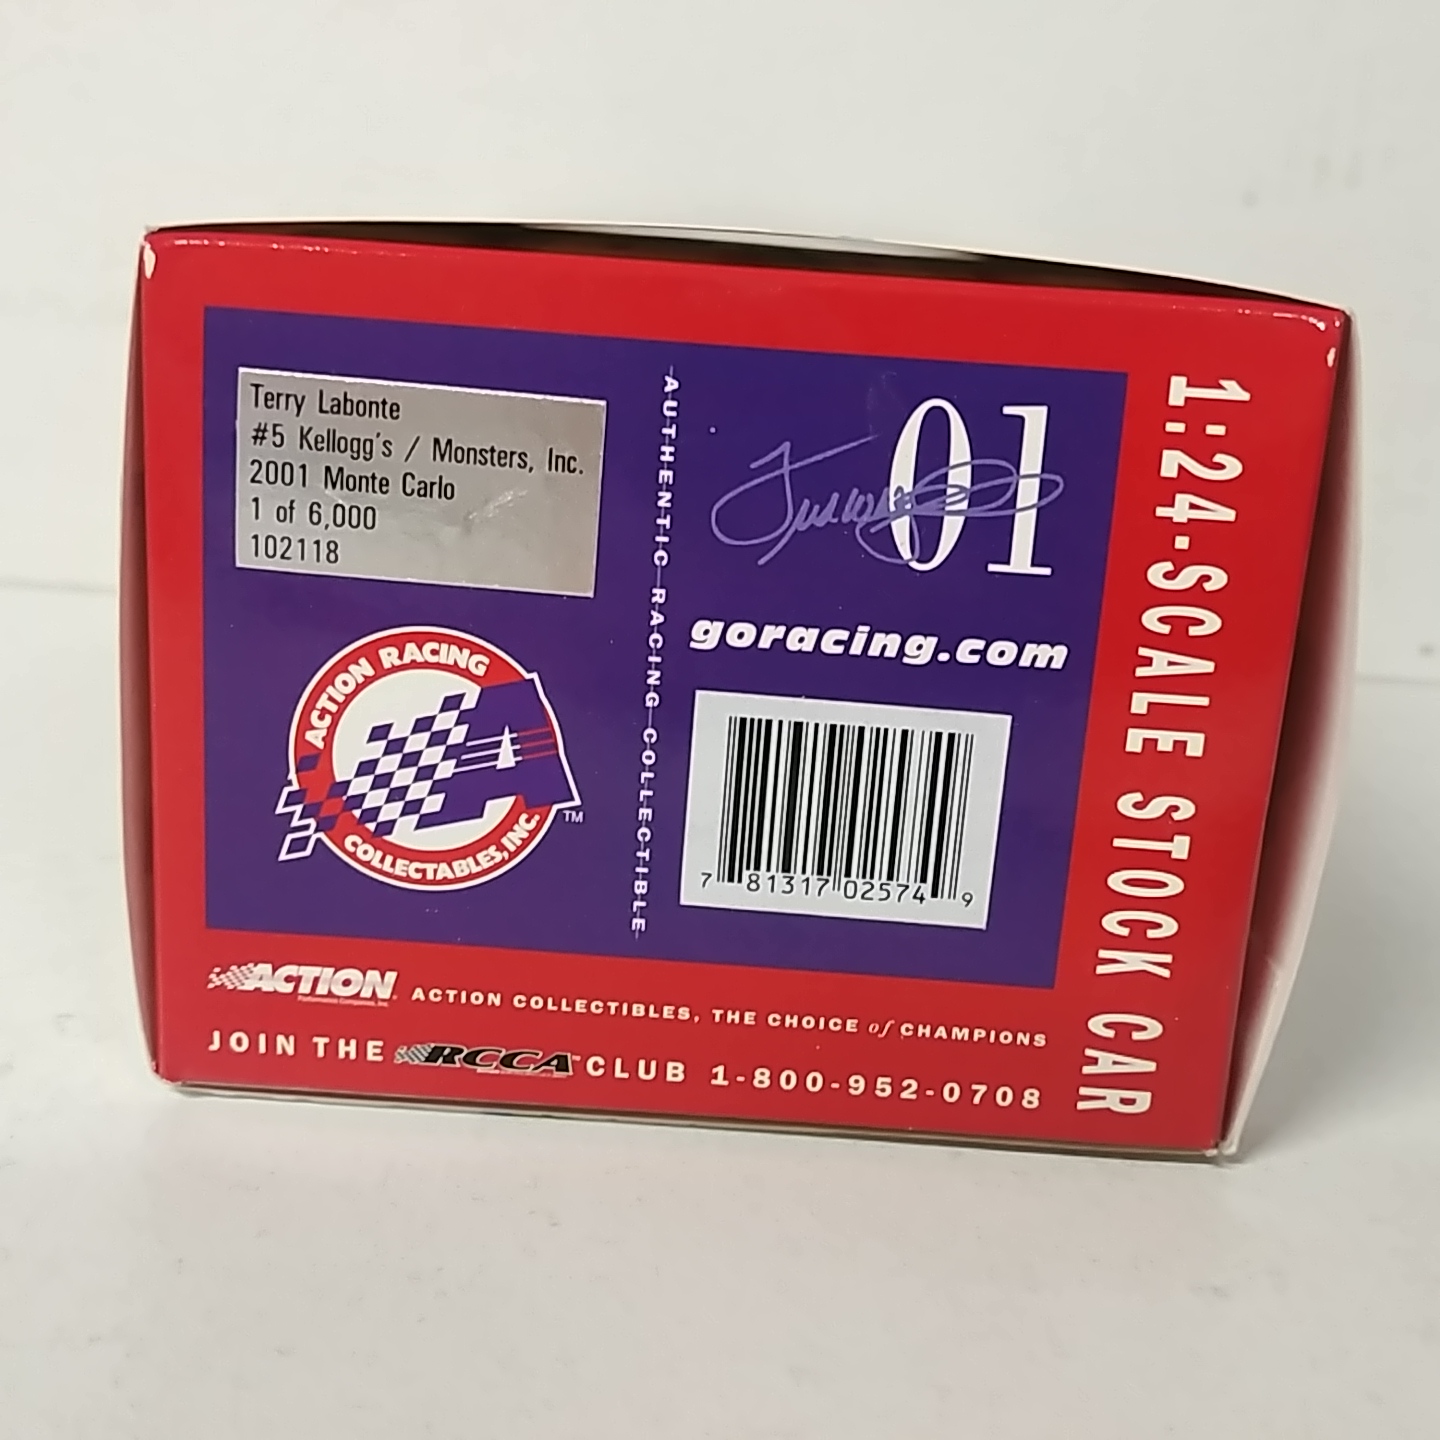 Terry Labonte
#5 Kellogg's / Monsters, Inc.
2001 Monte Carlo
1 of 6,000
102118
ACTION RACING
COLLECTABLES, INC.
TM
AUTHENTIC RACING COLLECTIBLE
01
goracing.com
7 81317 02574 9
1:24-SCALE STOCK CAR
ACTION
ACTION COLLECTIBLES, THE CHOICE of CHAMPIONS
JOIN THE RCCA CLUB 1-800-952-0708